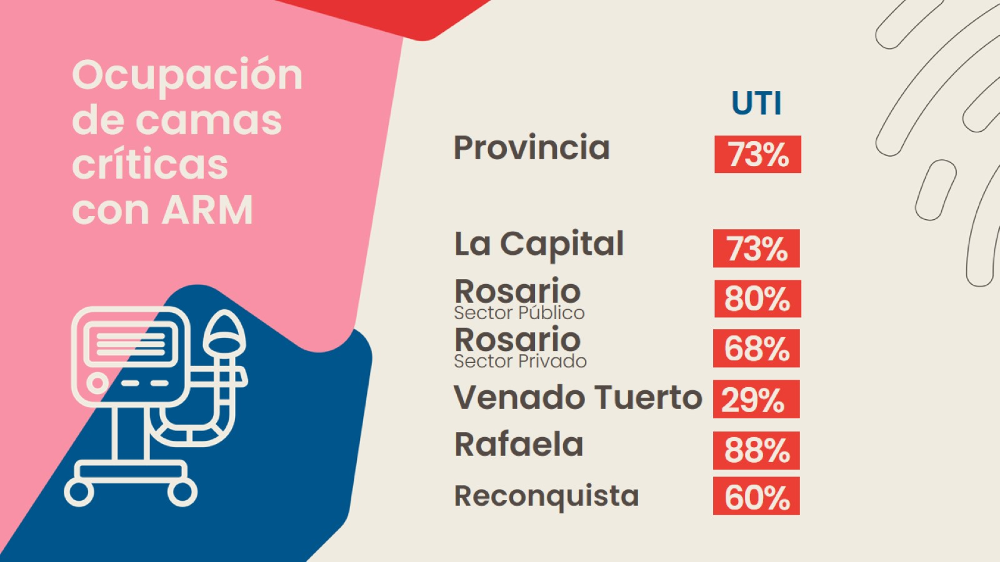 Ocupación
de camas
críticas
con ARM
UTI
Provincia 73%
La Capital 73%
Rosario 80%
Sector Público
Rosario 68%
Sector Privado
Venado Tuerto 29%
Rafaela 88%
Reconquista 60%